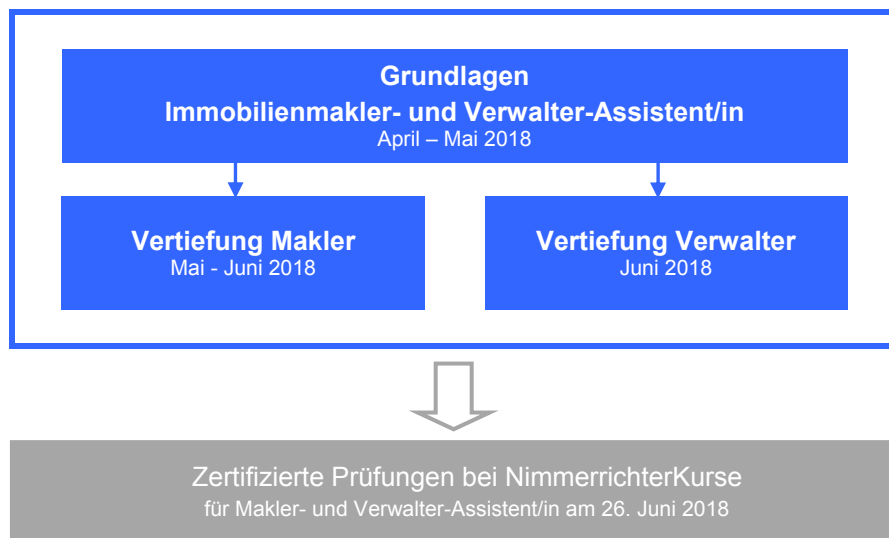 Grundlagen
Immobilienmakler- und Verwalter-Assistent/in
April – Mai 2018
Vertiefung Makler
Mai - Juni 2018
Vertiefung Verwalter
Juni 2018
Zertifizierte Prüfungen bei NimmerrichterKurse
für Makler- und Verwalter-Assistent/in am 26. Juni 2018